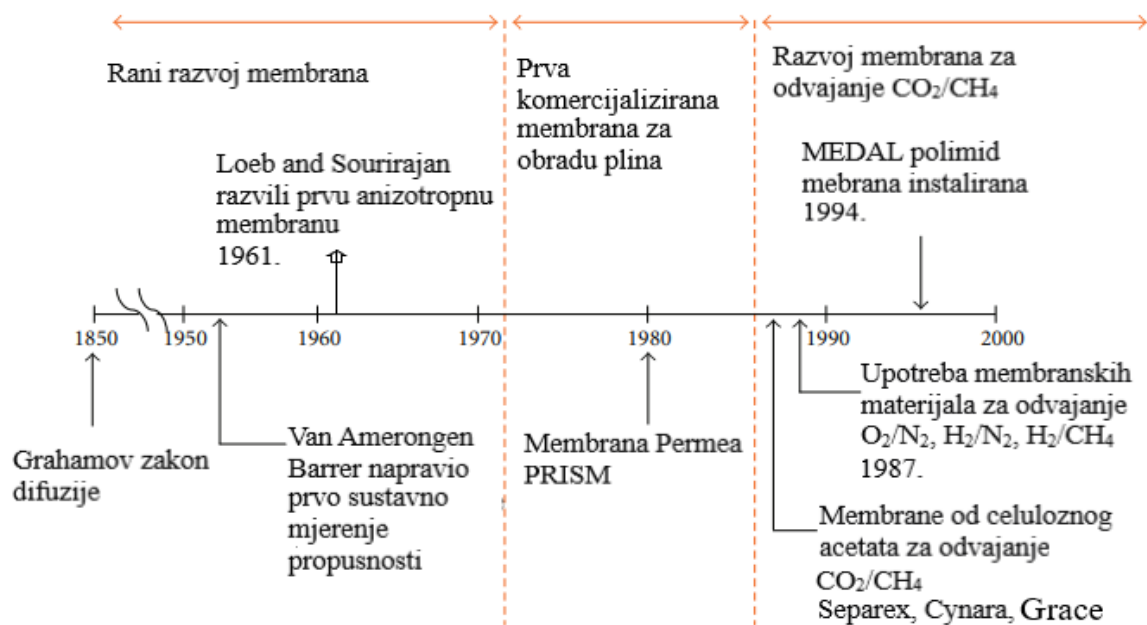 Rani razvoj membrana
Prva
komercijalizirana
membrana za
obradu plina
Razvoj membrana za
odvajanje CO₂/CH₄
Loeb and Sourirajan
razvili prvu anizotropnu
membranu
1961.
MEDAL polimid
mebrana instalirana
1994.
1850
1950
1960
1970
1980
1990
2000
Grahamov zakon
difuzije
Van Amerongen
Barrer napravio
prvo sustavno
mjerenje
propusnosti
Membrana Permea
PRISM
Upotreba membranskih
materijala za odvajanje
O₂/N₂, H₂/N₂, H₂/CH₄
1987.
Membrane od celuloznog
acetata za odvajanje
CO₂/CH₄
Separex, Cynara, Grace